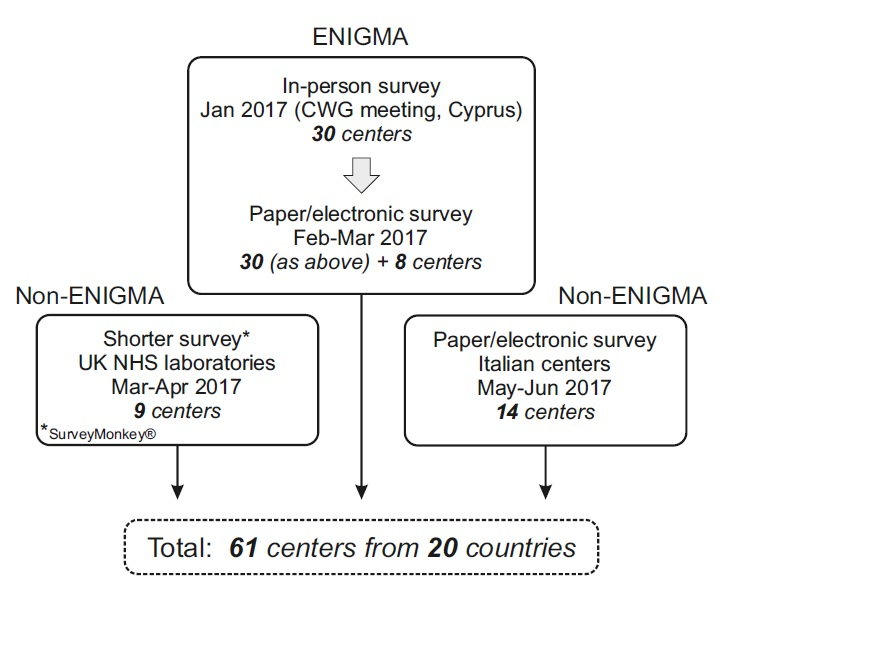 ENIGMA
In-person survey
Jan 2017 (CWG meeting, Cyprus)
30 centers
Paper/electronic survey
Feb-Mar 2017
30 (as above) + 8 centers
Non-ENIGMA
Shorter survey*
UK NHS laboratories
Mar-Apr 2017
9 centers
*SurveyMonkey®
Non-ENIGMA
Paper/electronic survey
Italian centers
May-Jun 2017
14 centers
Total: 61 centers from 20 countries